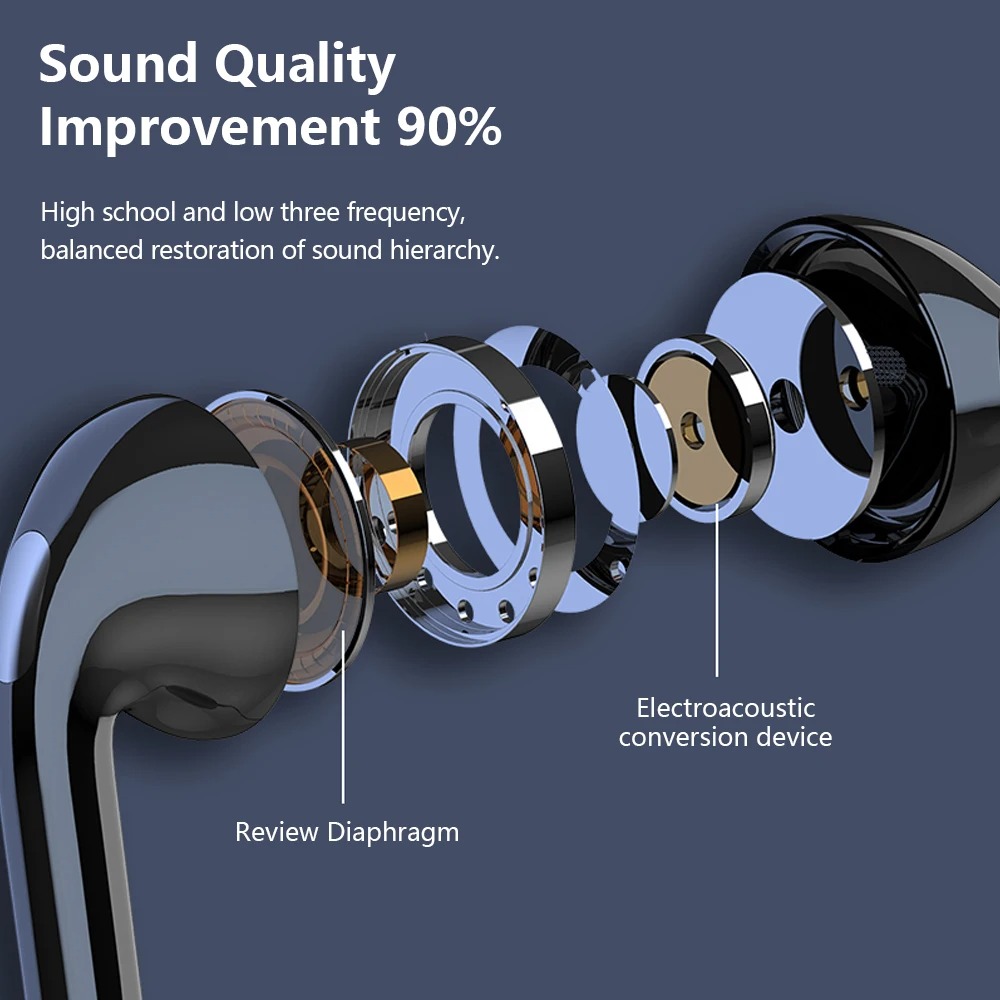 Sound Quality
Improvement 90%
High school and low three frequency,
balanced restoration of sound hierarchy.
Electroacoustic
conversion device
Review Diaphragm